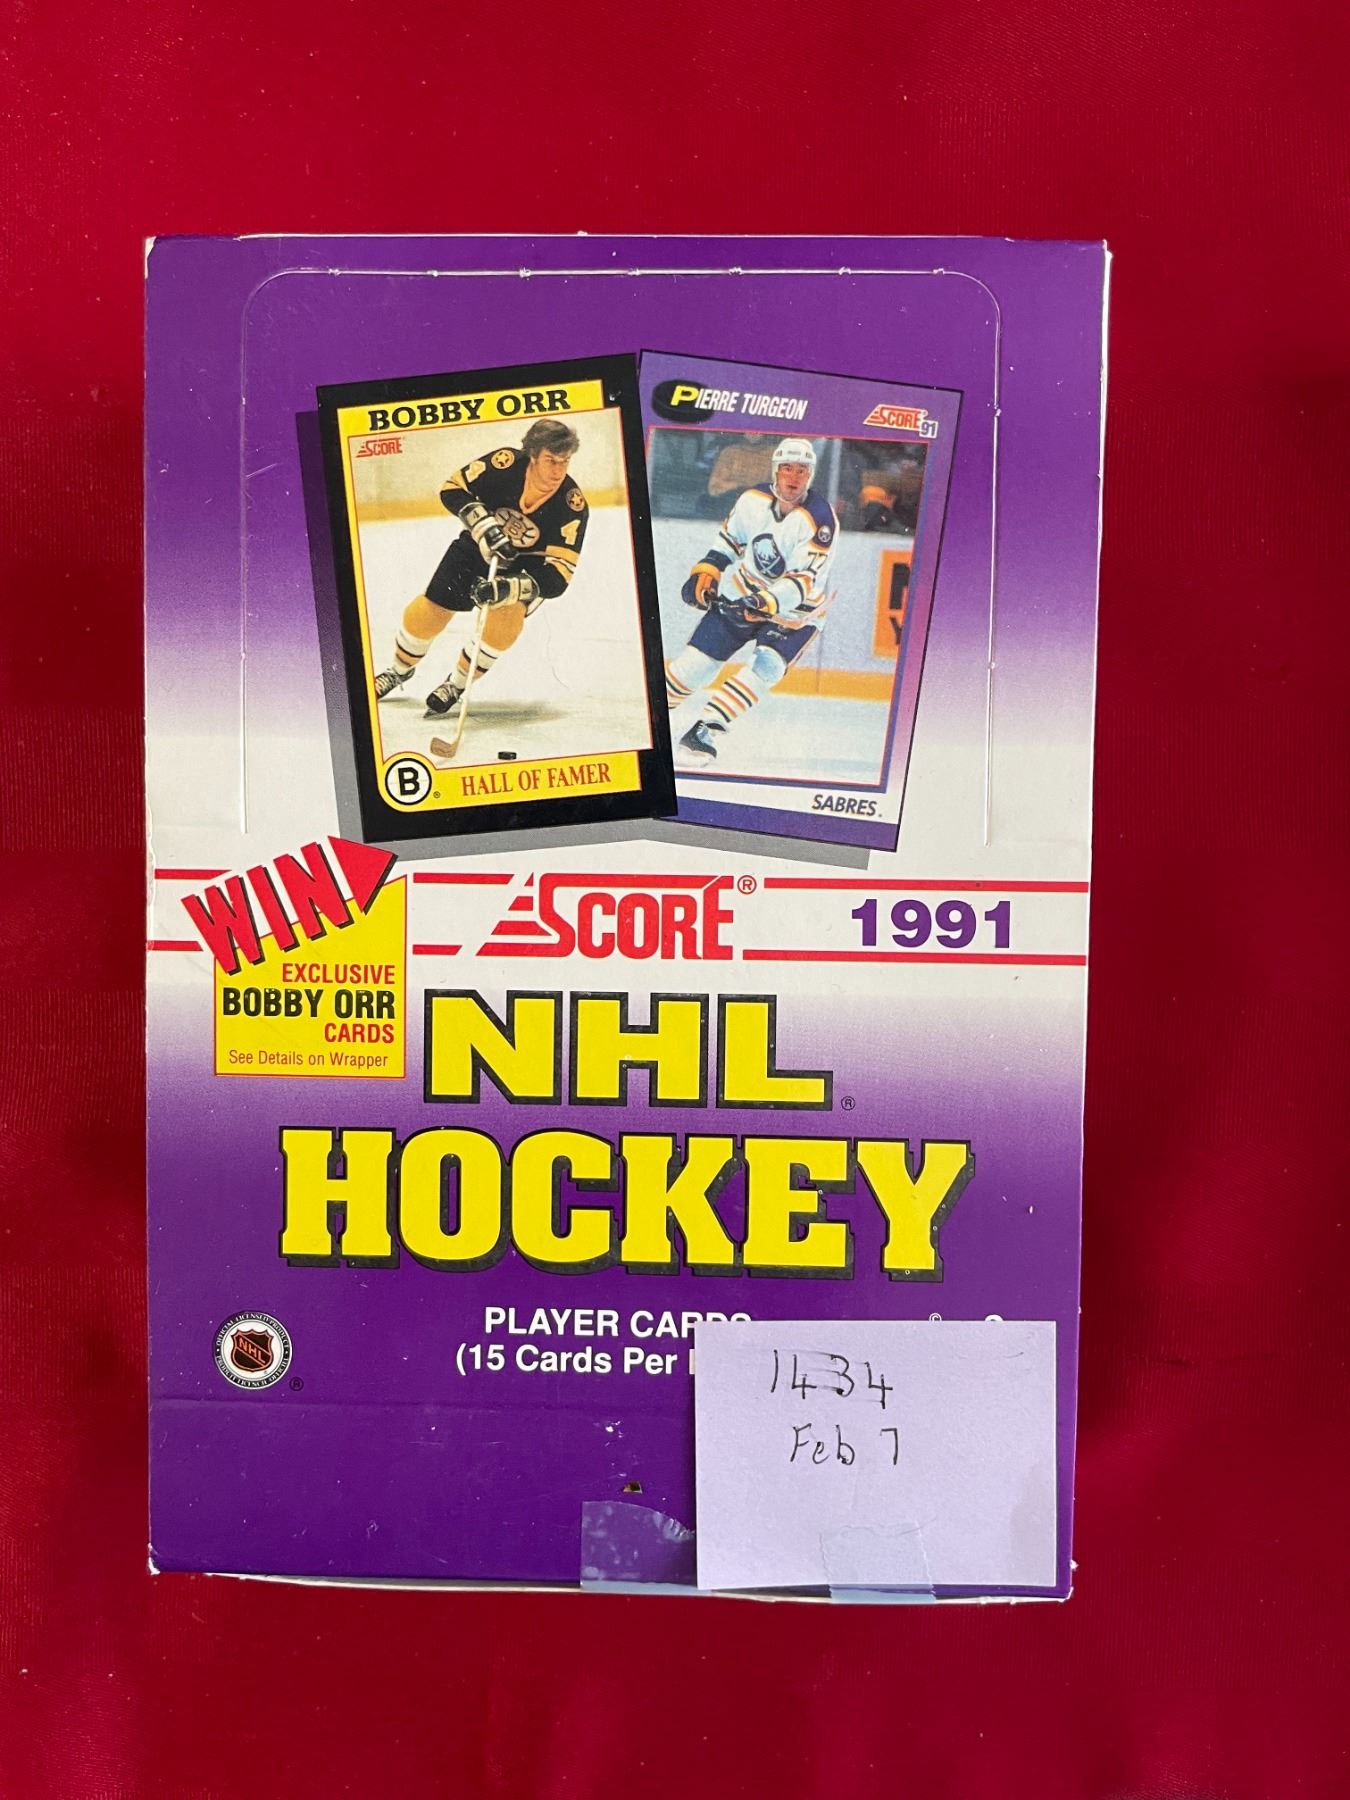 BOBBY ORR
SCORE
HALL OF FAMER
B
PIERRE TURGEON
SCORE 91
SABRES
WIN
EXCLUSIVE
BOBBY ORR
CARDS
See Details on Wrapper
SCORE® 1991
NHL®
HOCKEY
PLAYER CARDS
(15 Cards Per
NHL
®
1434
Feb 7